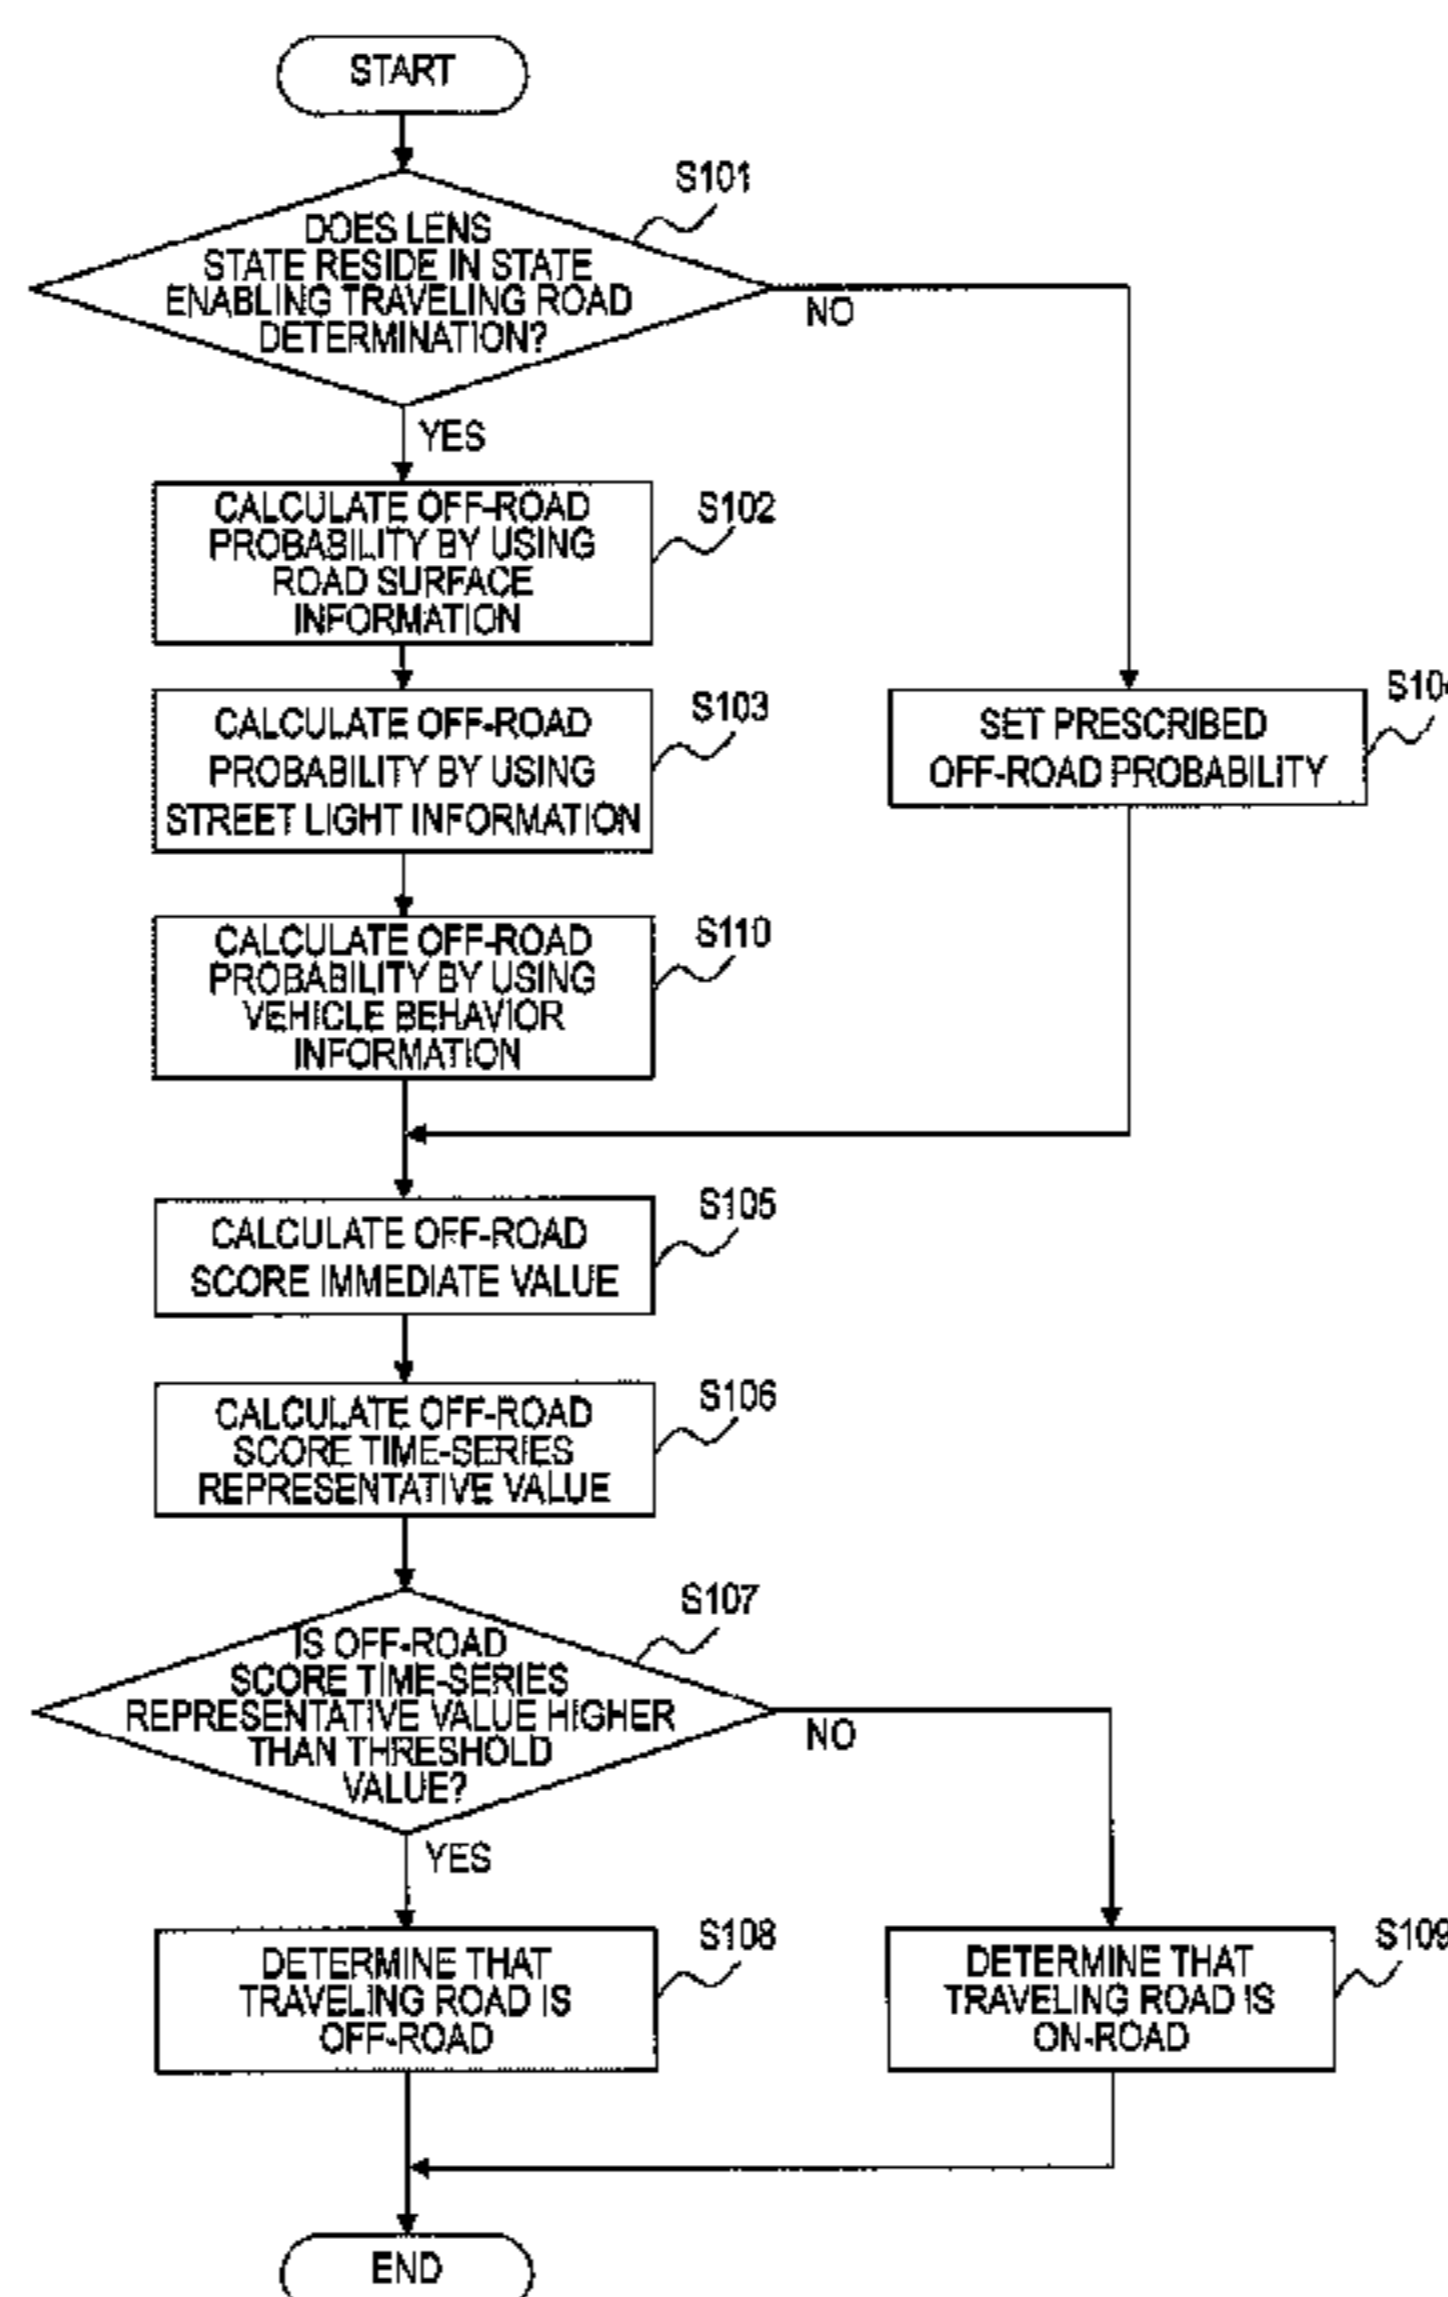 START
S101
DOES LENS
STATE RESIDE IN STATE
ENABLING TRAVELING ROAD
DETERMINATION?
NO
YES
CALCULATE OFF-ROAD
PROBABILITY BY USING
ROAD SURFACE
INFORMATION
S102
CALCULATE OFF-ROAD
PROBABILITY BY USING
STREET LIGHT INFORMATION
S103
SET PRESCRIBED
OFF-ROAD PROBABILITY
S104
CALCULATE OFF-ROAD
PROBABILITY BY USING
VEHICLE BEHAVIOR
INFORMATION
S110
CALCULATE OFF-ROAD
SCORE IMMEDIATE VALUE
S105
CALCULATE OFF-ROAD
SCORE TIME-SERIES
REPRESENTATIVE VALUE
S106
S107
IS OFF-ROAD
SCORE TIME-SERIES
REPRESENTATIVE VALUE HIGHER
THAN THRESHOLD
VALUE?
NO
YES
DETERMINE THAT
TRAVELING ROAD IS
OFF-ROAD
S108
DETERMINE THAT
TRAVELING ROAD IS
ON-ROAD
S109
END